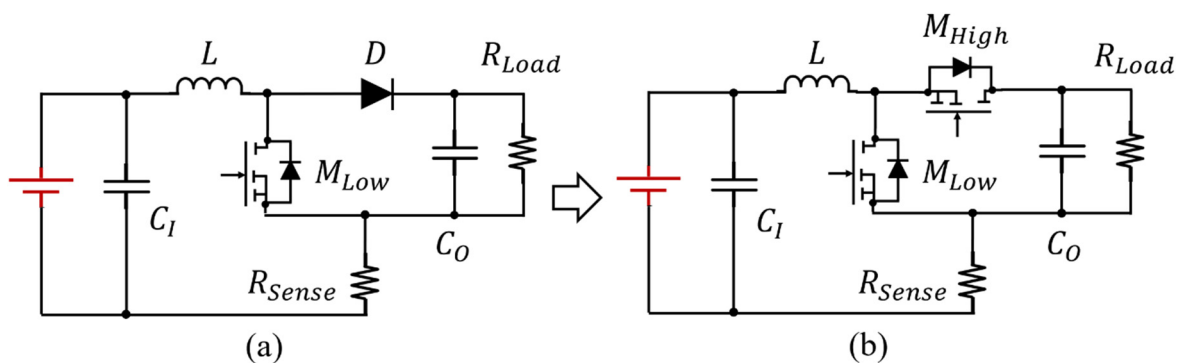 L D R_Load
M_Low
C_I C_O
R_Sense
(a)
M_High
L R_Load
M_Low
C_I C_O
R_Sense
(b)